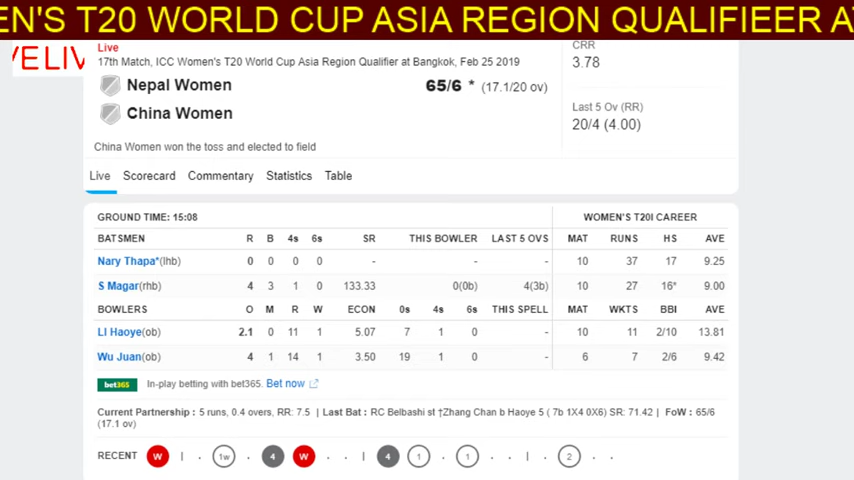 EN'S T20 WORLD CUP ASIA REGION QUALIFIEER AT
VELIV
Live
17th Match, ICC Women's T20 World Cup Asia Region Qualifier at Bangkok, Feb 25 2019
Nepal Women 65/6 * (17.1/20 ov)
China Women
China Women won the toss and elected to field
CRR
3.78
Last 5 Ov (RR)
20/4 (4.00)
Live Scorecard Commentary Statistics Table
GROUND TIME: 15:08 WOMEN'S T20I CAREER
BATSMEN R B 4s 6s SR THIS BOWLER LAST 5 OVS MAT RUNS HS AVE
Nary Thapa*(lhb) 0 0 0 0 - - - 10 37 17 9.25
S Magar(rhb) 4 3 1 0 133.33 0(0b) 4(3b) 10 27 16* 9.00
BOWLERS O M R W ECON 0s 4s 6s THIS SPELL MAT WKTS BBI AVE
LI Haoye(ob) 2.1 0 11 1 5.07 7 1 0 - 10 11 2/10 13.81
Wu Juan(ob) 4 1 14 1 3.50 19 1 0 - 6 7 2/6 9.42
bet365 In-play betting with bet365. Bet now
Current Partnership : 5 runs, 0.4 overs, RR: 7.5 | Last Bat : RC Belbashi st †Zhang Chan b Haoye 5 ( 7b 1X4 0X6) SR: 71.42 | FoW : 65/6
(17.1 ov)
RECENT W | . 1w . 4 W . . | 4 1 . 1 . . | . 2 . .